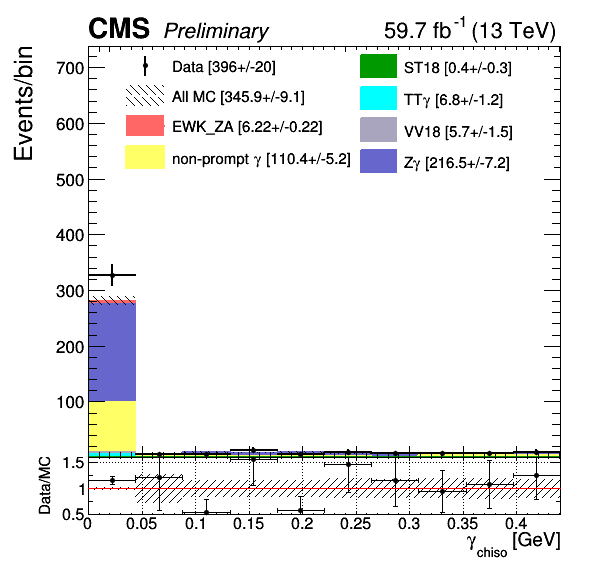 CMS Preliminary 59.7 fb⁻¹ (13 TeV)
Events/bin
700
600
500
400
300
200
100
Data [396+/-20]
All MC [345.9+/-9.1]
EWK_ZA [6.22+/-0.22]
non-prompt γ [110.4+/-5.2]
ST18 [0.4+/-0.3]
TTγ [6.8+/-1.2]
VV18 [5.7+/-1.5]
Zγ [216.5+/-7.2]
Data/MC
1.5
1
0.5
0 0.05 0.1 0.15 0.2 0.25 0.3 0.35 0.4
γchiso [GeV]